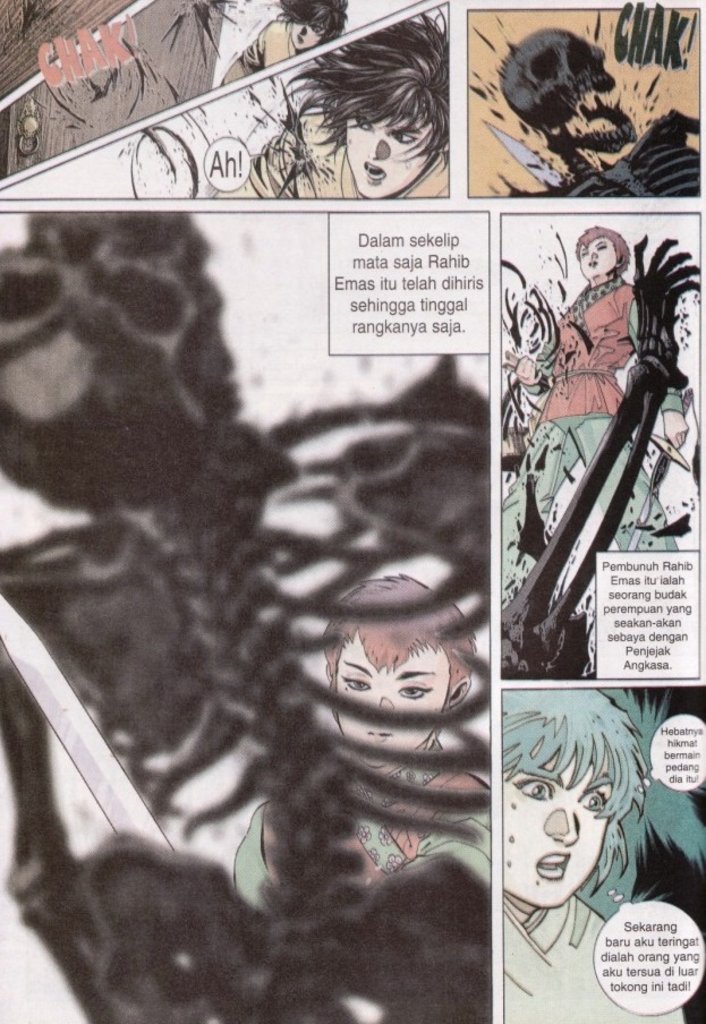 CHAK!
Ah!
CHAK!
Dalam sekelip
mata saja Rahib
Emas itu telah dihiris
sehingga tinggal
rangkanya saja.
Pembunuh Rahib
Emas itu ialah
seorang budak
perempuan yang
seakan-akan
sebaya dengan
Penjejak
Angkasa.
Hebatnya
hikmat
bermain
pedang
dia itu!
Sekarang
baru aku teringat
dialah orang yang
aku tersua di luar
tokong ini tadi!